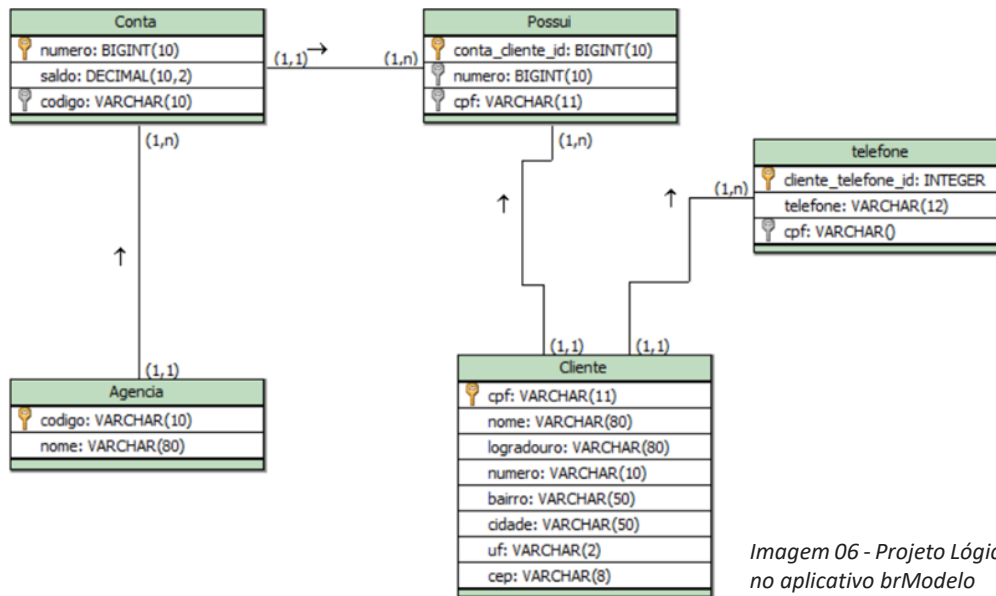 Conta
numero: BIGINT(10)
saldo: DECIMAL(10,2)
codigo: VARCHAR(10)
(1,1)
→
(1,n)
Possui
conta_cliente_id: BIGINT(10)
numero: BIGINT(10)
cpf: VARCHAR(11)
(1,n)
(1,n)
telefone
cliente_telefone_id: INTEGER
telefone: VARCHAR(12)
cpf: VARCHAR()
(1,n)
↑
↑
↑
(1,1)
Agencia
codigo: VARCHAR(10)
nome: VARCHAR(80)
(1,1)
(1,1)
Cliente
cpf: VARCHAR(11)
nome: VARCHAR(80)
logradouro: VARCHAR(80)
numero: VARCHAR(10)
bairro: VARCHAR(50)
cidade: VARCHAR(50)
uf: VARCHAR(2)
cep: VARCHAR(8)
Imagem 06 - Projeto Lógic
no aplicativo brModelo